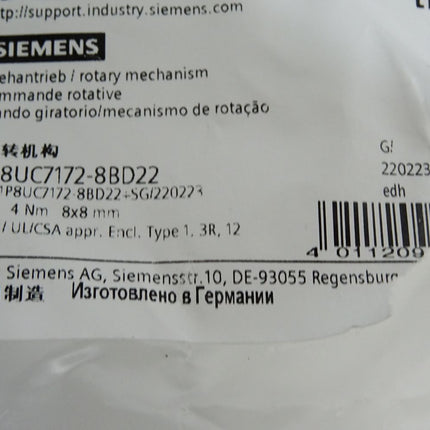 tp://support.industry.siemens.com
SIEMENS
ehantrieb / rotary mechanism
mmande rotative
ando giratorio/mecanismo de rotação
转机构
8UC7172-8BD22
1P8UC7172-8BD22+SG/220223
4 Nm 8x8 mm
/ UL/CSA appr. Encl. Type 1, 3R, 12
G/
220223
edh
4 011209
Siemens AG, Siemensstr.10, DE-93055 Regensburg
制造 Изготовлено в Германии